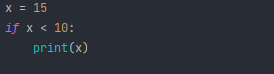 x = 15
if x < 10:
    print(x)